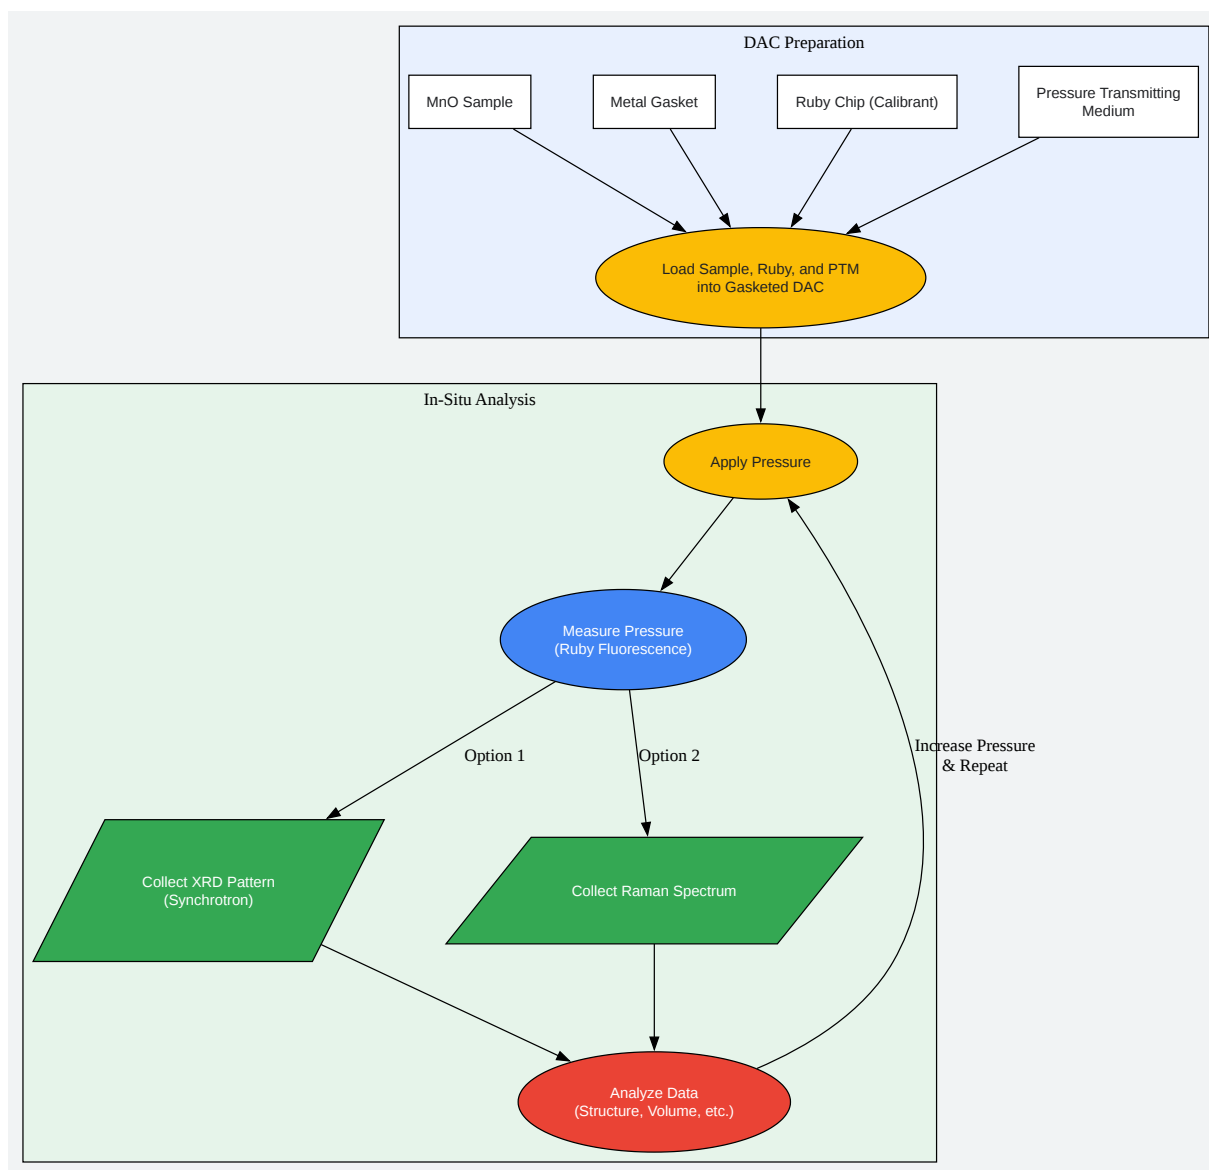 DAC Preparation
MnO Sample
Metal Gasket
Ruby Chip (Calibrant)
Pressure Transmitting
Medium
Load Sample, Ruby, and PTM
into Gasketed DAC
In-Situ Analysis
Apply Pressure
Measure Pressure
(Ruby Fluorescence)
Option 1
Option 2
Increase Pressure
& Repeat
Collect XRD Pattern
(Synchrotron)
Collect Raman Spectrum
Analyze Data
(Structure, Volume, etc.)